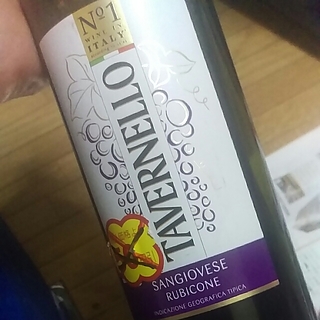 Nº1
WINE IN
ITALY
TAVERNELLO
SANGIOVESE
RUBICONE
INDICAZIONE GEOGRAFICA TIPICA